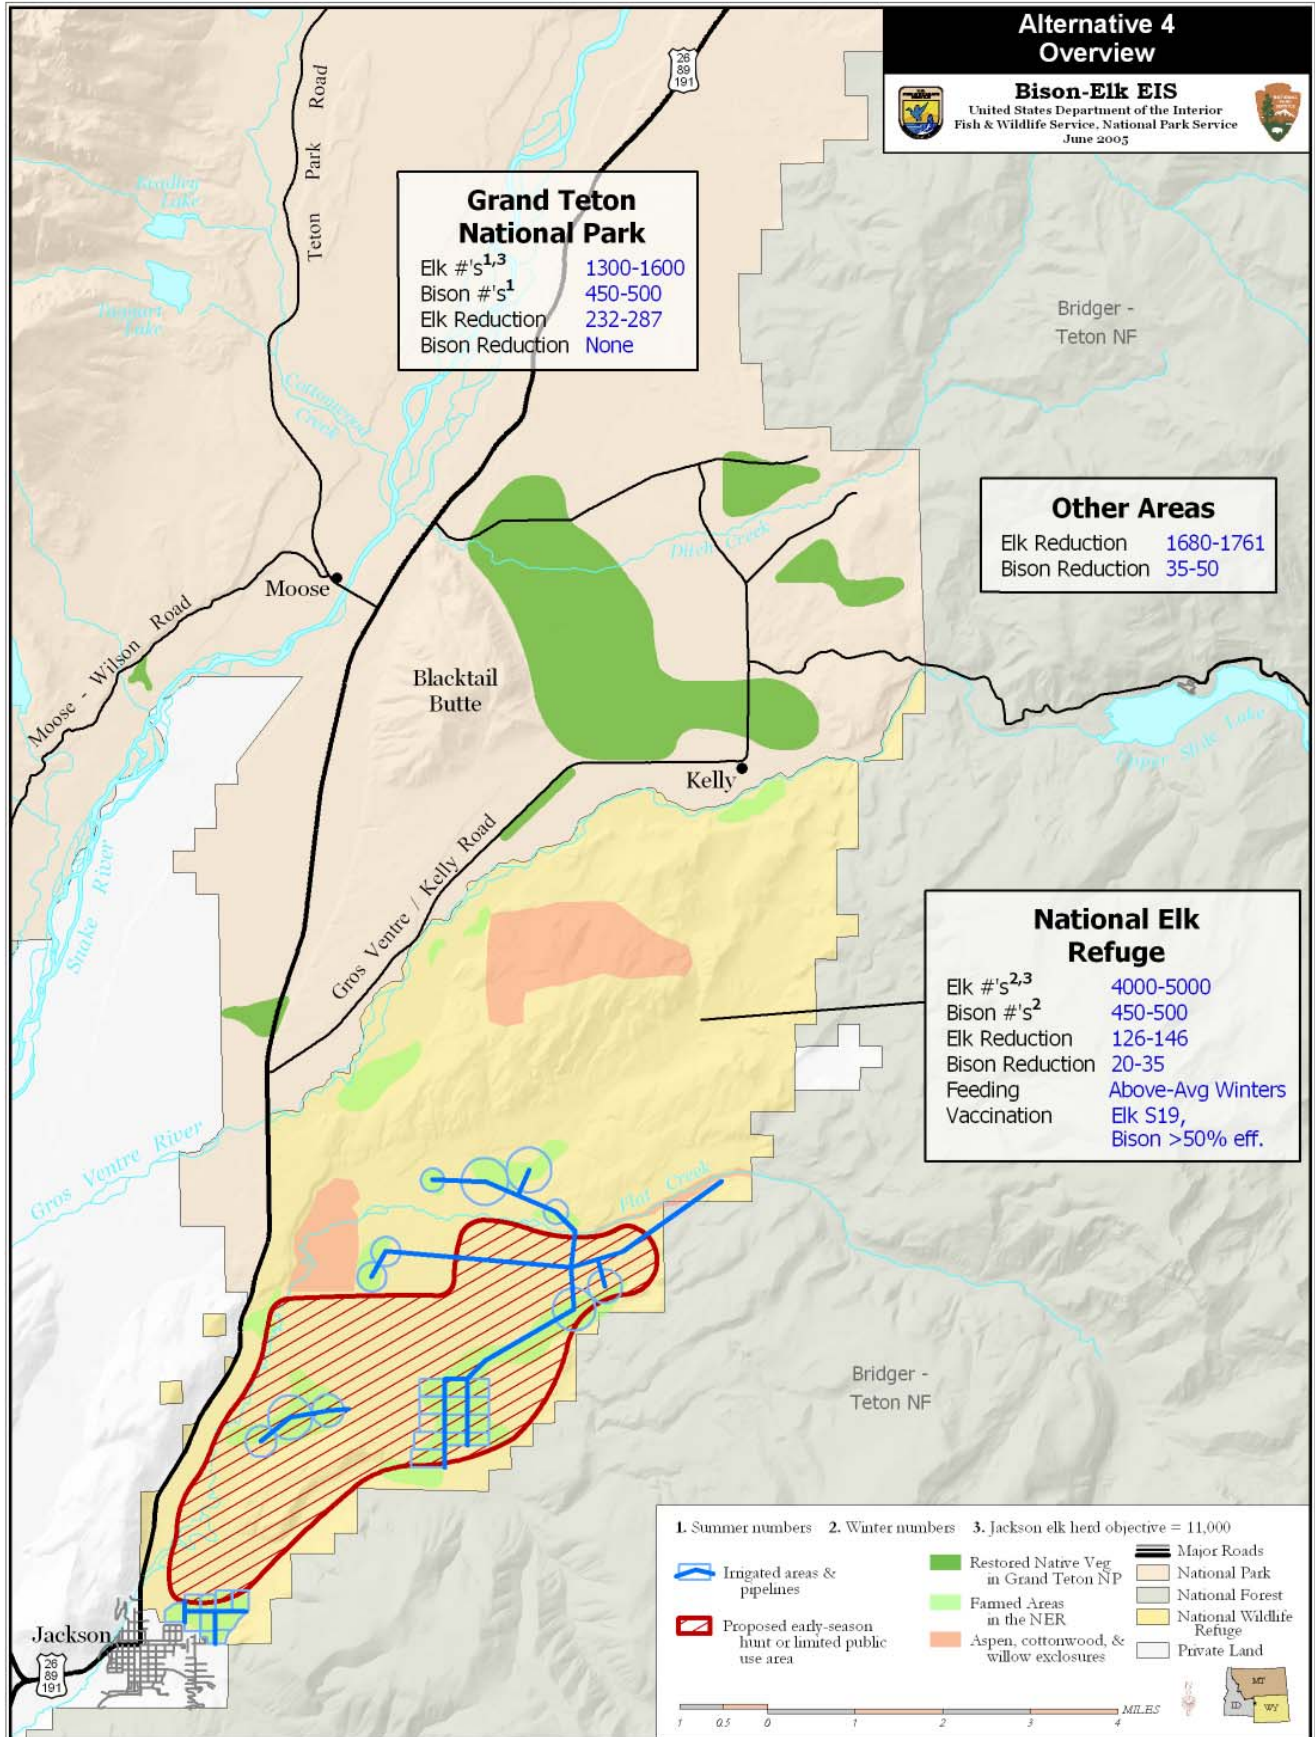 Alternative 4
Overview
Bison-Elk EIS
United States Department of the Interior
Fish & Wildlife Service, National Park Service
June 2005
26
89
191
Teton Park Road
Bradley
Lake
Taggart
Lake
Cottonwood
Creek
Grand Teton
National Park
Elk #'s1,3 1300-1600
Bison #'s1 450-500
Elk Reduction 232-287
Bison Reduction None
Bridger -
Teton NF
Other Areas
Elk Reduction 1680-1761
Bison Reduction 35-50
Ditch Creek
Moose
Moose - Wilson Road
Blacktail
Butte
Kelly
Upper Slide Lake
Snake River
Gros Ventre / Kelly Road
National Elk
Refuge
Elk #'s2,3 4000-5000
Bison #'s2 450-500
Elk Reduction 126-146
Bison Reduction 20-35
Feeding Above-Avg Winters
Vaccination Elk S19,
Bison >50% eff.
Gros Ventre River
Flat Creek
Bridger -
Teton NF
Jackson
26
89
191
1. Summer numbers 2. Winter numbers 3. Jackson elk herd objective = 11,000
Irrigated areas &
pipelines
Proposed early-season
hunt or limited public
use area
Restored Native Veg
in Grand Teton NP
Farmed Areas
in the NER
Aspen, cottonwood, &
willow exclosures
Major Roads
National Park
National Forest
National Wildlife
Refuge
Private Land
1 0.5 0 1 2 3 4 MILES
MT
ID
WY